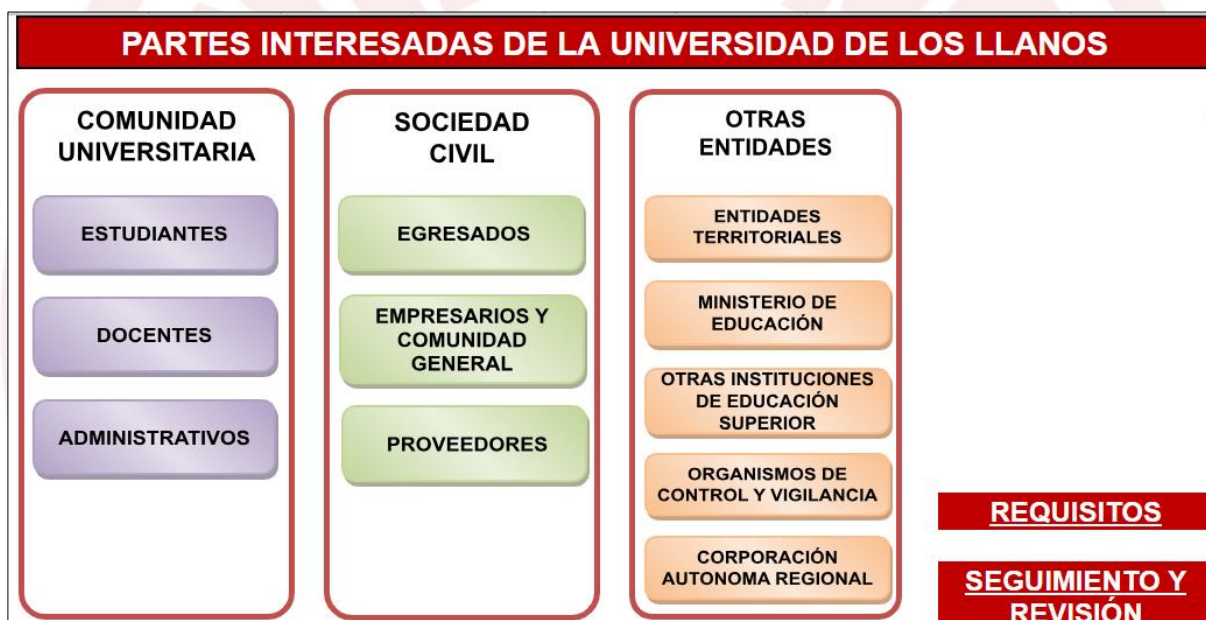 PARTES INTERESADAS DE LA UNIVERSIDAD DE LOS LLANOS
COMUNIDAD
UNIVERSITARIA
ESTUDIANTES
DOCENTES
ADMINISTRATIVOS
SOCIEDAD
CIVIL
EGRESADOS
EMPRESARIOS Y
COMUNIDAD
GENERAL
PROVEEDORES
OTRAS
ENTIDADES
ENTIDADES
TERRITORIALES
MINISTERIO DE
EDUCACIÓN
OTRAS INSTITUCIONES
DE EDUCACIÓN
SUPERIOR
ORGANISMOS DE
CONTROL Y VIGILANCIA
CORPORACIÓN
AUTONOMA REGIONAL
REQUISITOS
SEGUIMIENTO Y
REVISIÓN